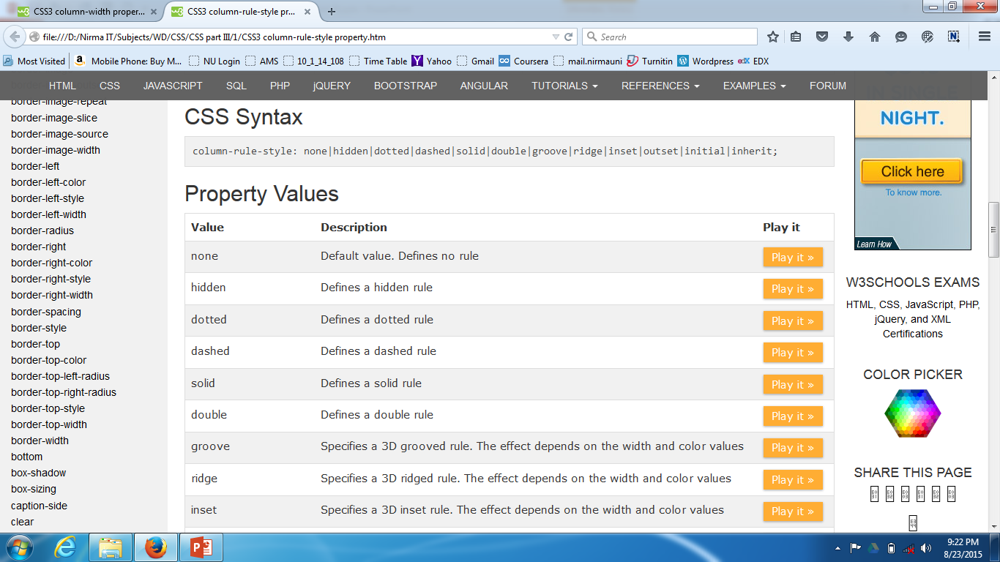 CSS3 column-width proper...
CSS3 column-rule-style pr...
file:///D:/Nirma IT/Subjects/WD/CSS/CSS part III/1/CSS3 column-rule-style property.htm
Search
Most Visited
Mobile Phone: Buy M...
NU Login
AMS
10_1_14_108
Time Table
Yahoo
Gmail
Coursera
mail.nirmauni
Turnitin
Wordpress
EDX
HTML
CSS
JAVASCRIPT
SQL
PHP
jQUERY
BOOTSTRAP
ANGULAR
TUTORIALS
REFERENCES
EXAMPLES
FORUM
border-image-repeat
border-image-slice
border-image-source
border-image-width
border-left
border-left-color
border-left-style
border-left-width
border-radius
border-right
border-right-color
border-right-style
border-right-width
border-spacing
border-style
border-top
border-top-color
border-top-left-radius
border-top-right-radius
border-top-style
border-top-width
border-width
bottom
box-shadow
box-sizing
caption-side
clear
CSS Syntax
column-rule-style: none|hidden|dotted|dashed|solid|double|groove|ridge|inset|outset|initial|inherit;
Property Values
Value Description Play it
none Default value. Defines no rule Play it »
hidden Defines a hidden rule Play it »
dotted Defines a dotted rule Play it »
dashed Defines a dashed rule Play it »
solid Defines a solid rule Play it »
double Defines a double rule Play it »
groove Specifies a 3D grooved rule. The effect depends on the width and color values Play it »
ridge Specifies a 3D ridged rule. The effect depends on the width and color values Play it »
inset Specifies a 3D inset rule. The effect depends on the width and color values Play it »
IN SINGLE
NIGHT.
Click here
To know more.
Learn How
W3SCHOOLS EXAMS
HTML, CSS, JavaScript, PHP,
jQuery, and XML
Certifications
COLOR PICKER
SHARE THIS PAGE
9:22 PM
8/23/2015